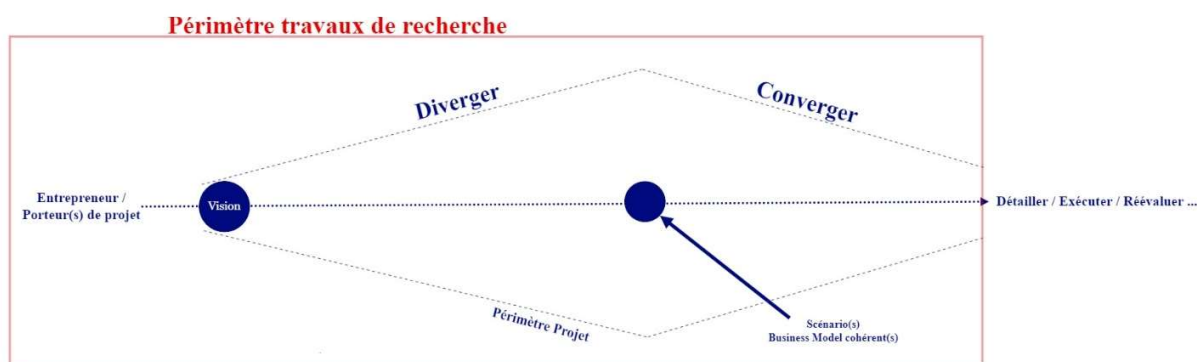 Périmètre travaux de recherche
Diverger
Converger
Entrepreneur /
Porteur(s) de projet
Vision
Détailler / Exécuter / Réévaluer ...
Périmètre Projet
Scénario(s)
Business Model cohérent(s)